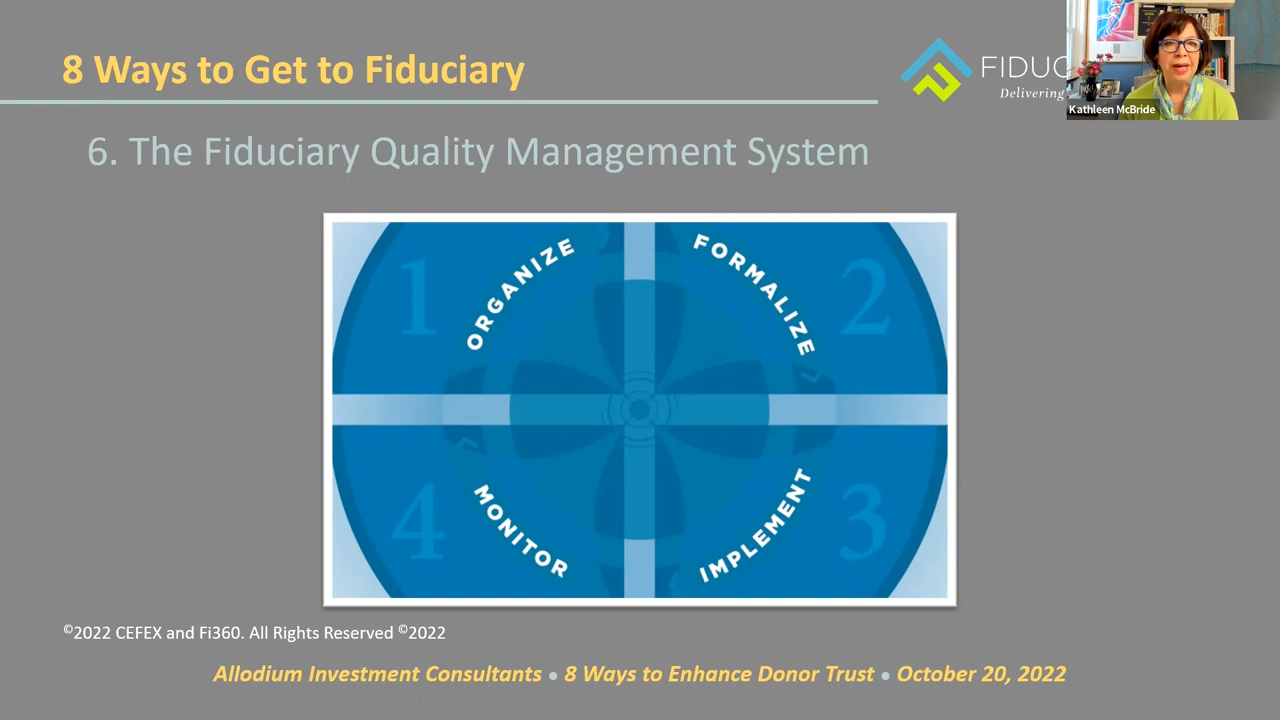 8 Ways to Get to Fiduciary
FIDUC
Delivering
Kathleen McBride
6. The Fiduciary Quality Management System
1
ORGANIZE
FORMALIZE
2
4
MONITOR
IMPLEMENT
3
©2022 CEFEX and Fi360. All Rights Reserved ©2022
Allodium Investment Consultants • 8 Ways to Enhance Donor Trust • October 20, 2022